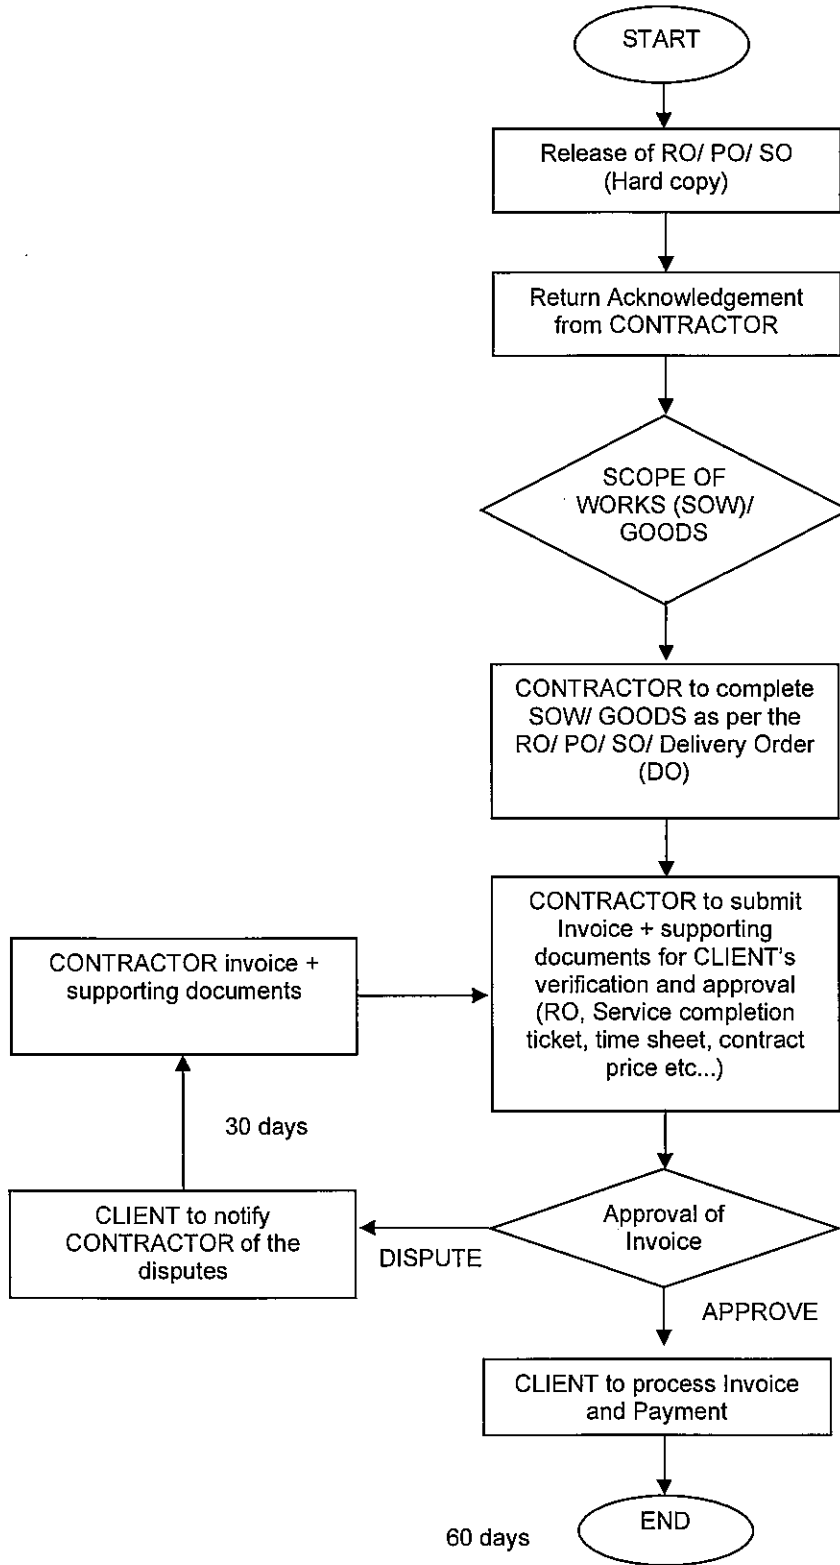 START
Release of RO/ PO/ SO
(Hard copy)
Return Acknowledgement
from CONTRACTOR
SCOPE OF
WORKS (SOW)/
GOODS
CONTRACTOR to complete
SOW/ GOODS as per the
RO/ PO/ SO/ Delivery Order
(DO)
CONTRACTOR to submit
Invoice + supporting
documents for CLIENT's
verification and approval
(RO, Service completion
ticket, time sheet, contract
price etc...)
CONTRACTOR invoice +
supporting documents
30 days
CLIENT to notify
CONTRACTOR of the
disputes
DISPUTE
Approval of
Invoice
APPROVE
CLIENT to process Invoice
and Payment
END
60 days